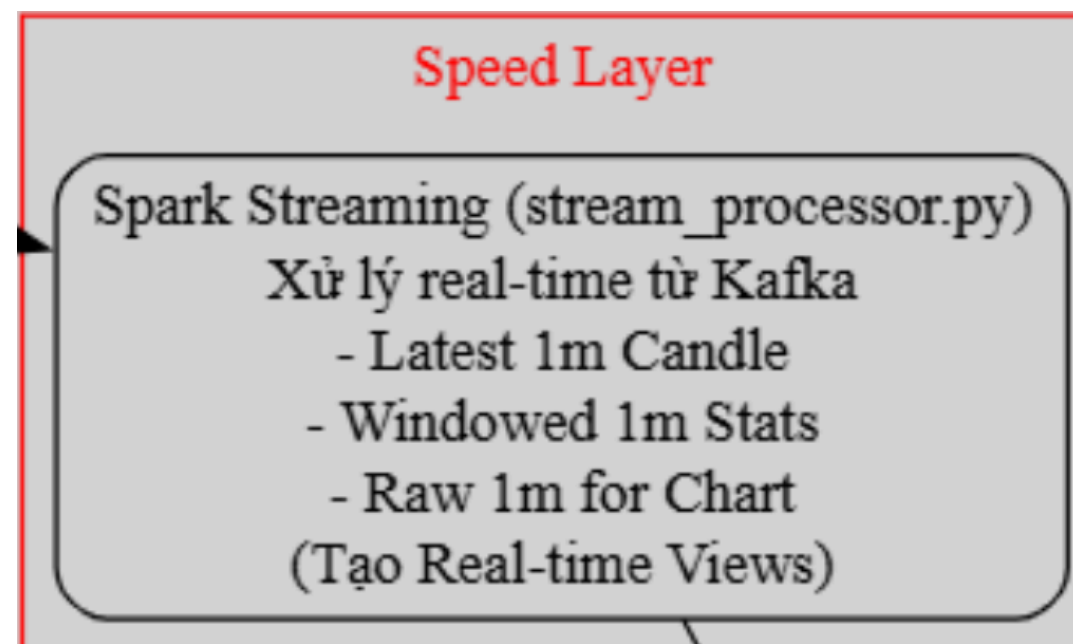 Speed Layer
Spark Streaming (stream_processor.py)
Xử lý real-time từ Kafka
- Latest 1m Candle
- Windowed 1m Stats
- Raw 1m for Chart
(Tạo Real-time Views)